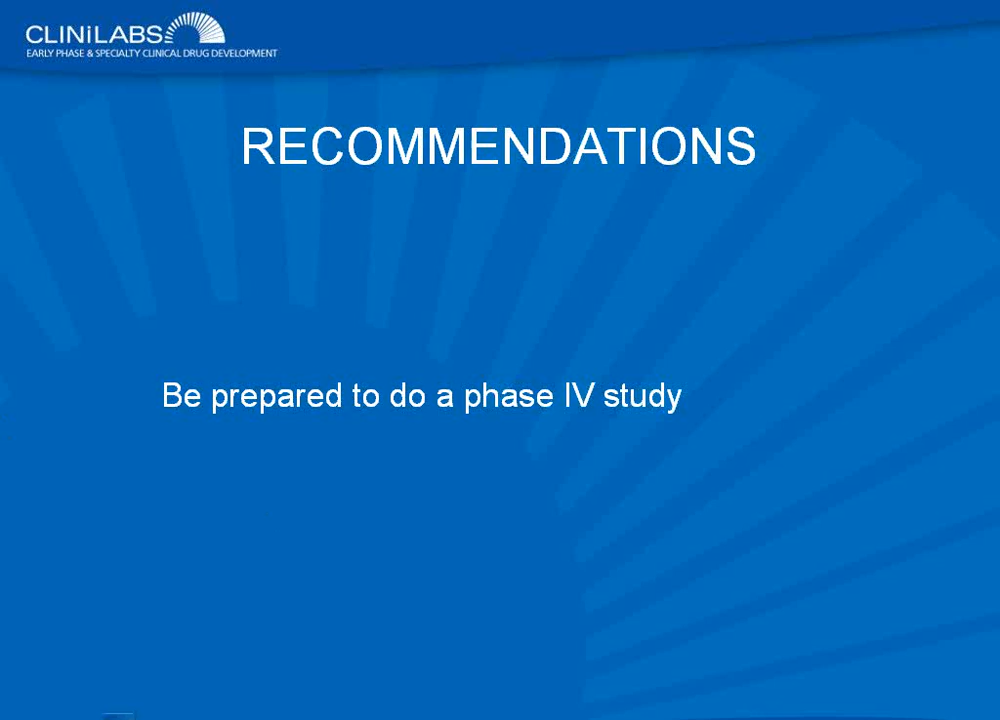 CLINiLABS
EARLY PHASE & SPECIALTY CLINICAL DRUG DEVELOPMENT
RECOMMENDATIONS
Be prepared to do a phase IV study